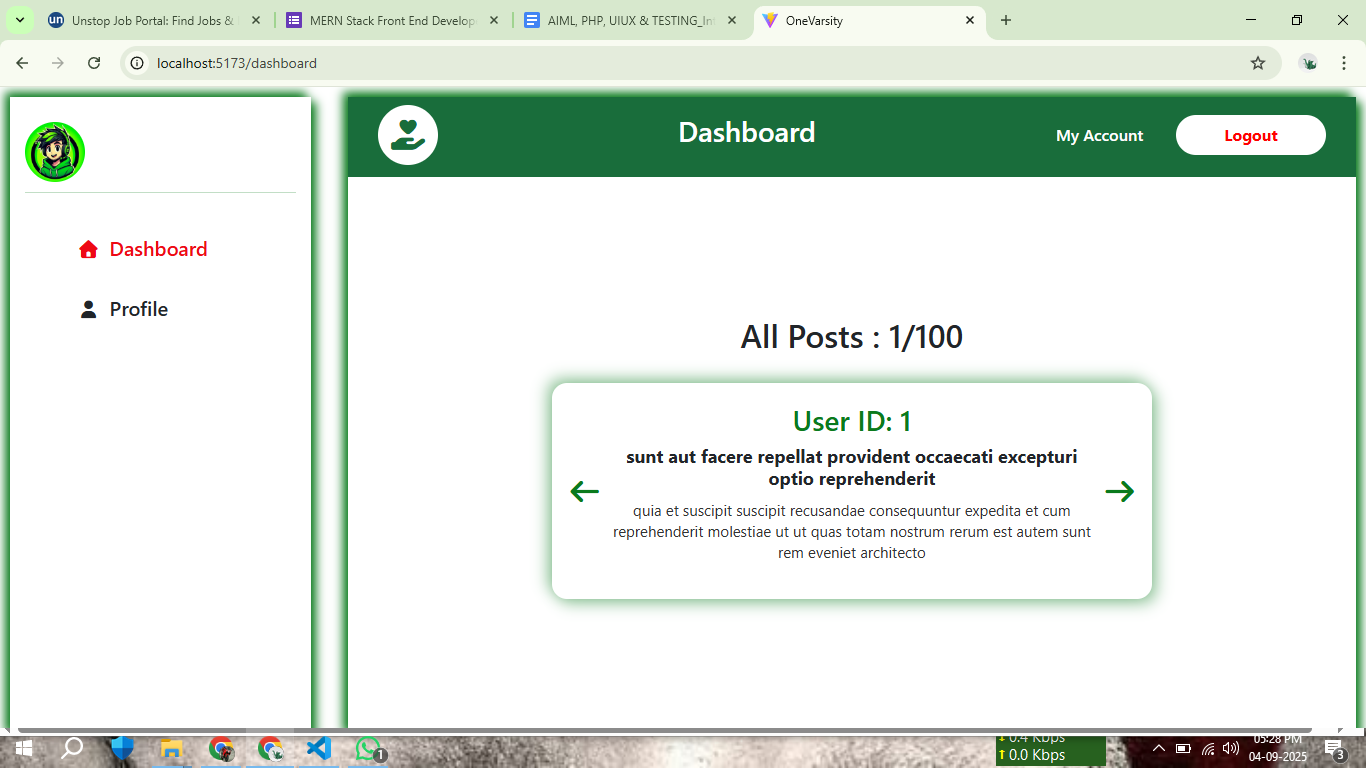 un Unstop Job Portal: Find Jobs &
MERN Stack Front End Develope
AIML, PHP, UIUX & TESTING_Int
OneVarsity
localhost:5173/dashboard
Dashboard
My Account
Logout
Dashboard
Profile
All Posts : 1/100
User ID: 1
sunt aut facere repellat provident occaecati excepturi
optio reprehenderit
quia et suscipit suscipit recusandae consequuntur expedita et cum
reprehenderit molestiae ut ut quas totam nostrum rerum est autem sunt
rem eveniet architecto
1
0.4 Kbps
0.0 Kbps
05:28 PM
04-09-2025
3